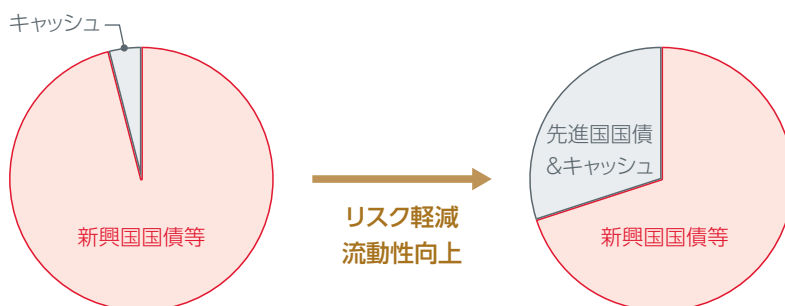 キャッシュ
新興国国債等
リスク軽減
流動性向上
先進国国債
&キャッシュ
新興国国債等